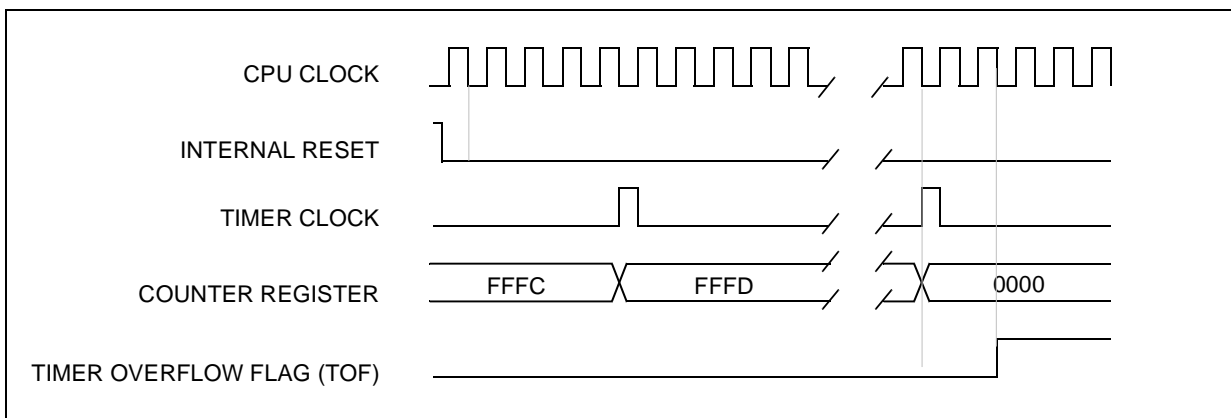 CPU CLOCK
INTERNAL RESET
TIMER CLOCK
COUNTER REGISTER FFFC FFFD 0000
TIMER OVERFLOW FLAG (TOF)